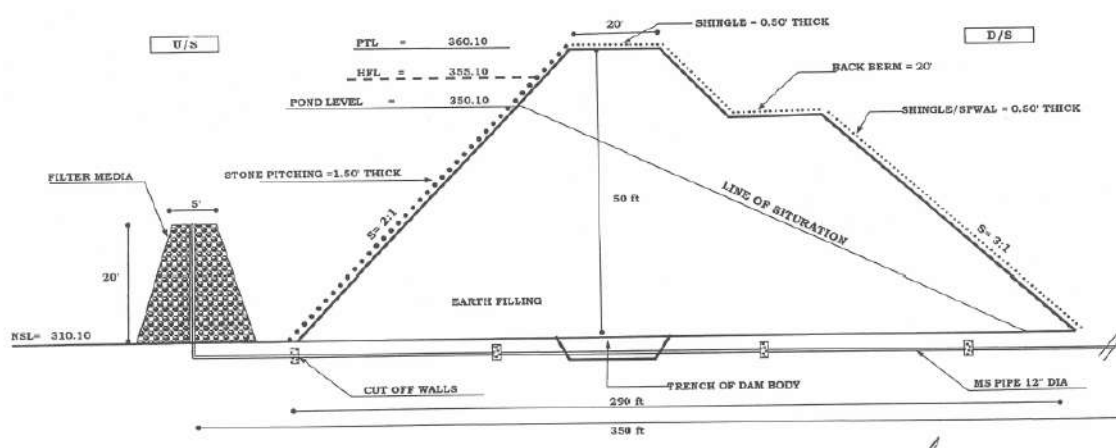 20'
SHINGLE = 0.50' THICK
U/S
D/S
PTL = 360.10
HFL = 355.10
BACK BERM = 20'
POND LEVEL = 350.10
SHINGLE/SPWAL = 0.50' THICK
STONE PITCHING =1.50' THICK
FILTER MEDIA
5'
S= 2:1
50 ft
LINE OF SITURATION
S= 3:1
20'
EARTH FILLING
NSL= 310.10
CUT OFF WALLS
TRENCH OF DAM BODY
MS PIPE 12" DIA
290 ft
350 ft